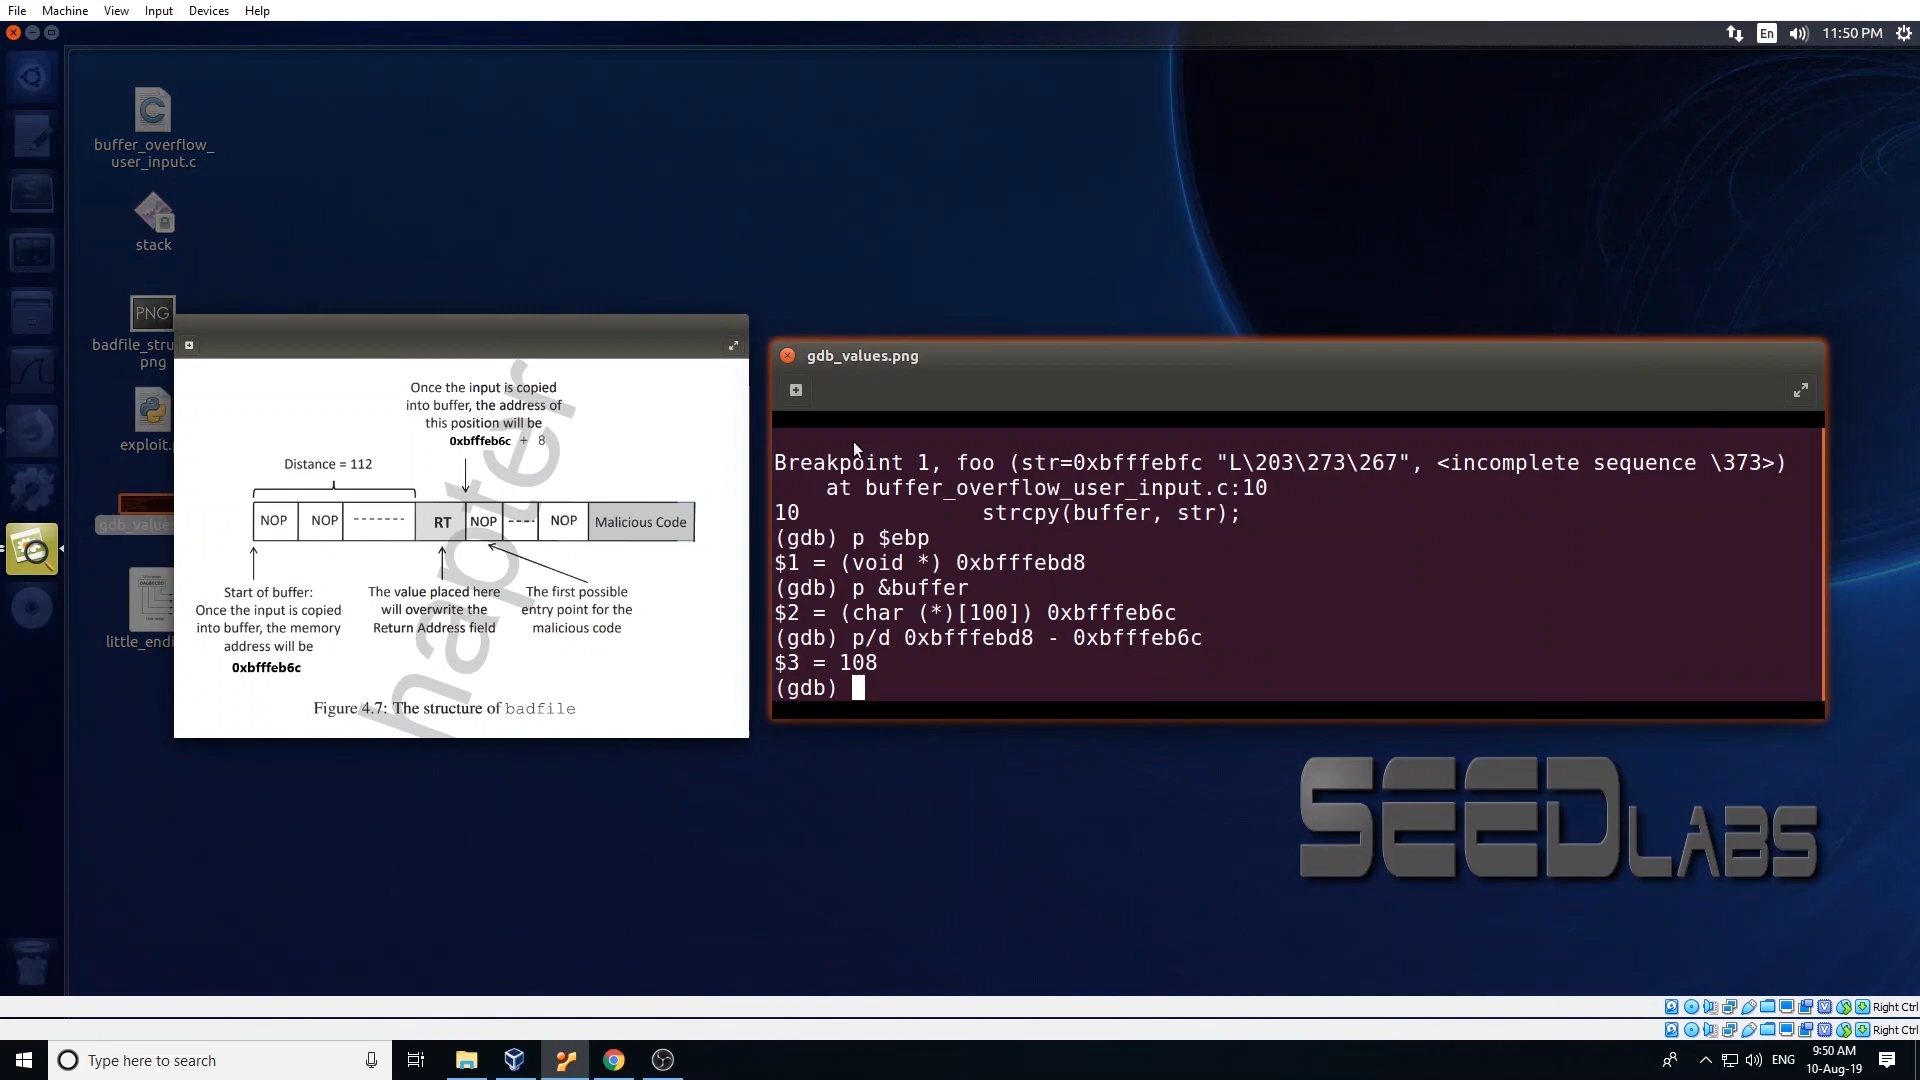 File Machine View Input Devices Help
En 11:50 PM
buffer_overflow_
user_input.c
stack
PNG
badfile_stru
png
exploit.
gdb_values
little_endi
Once the input is copied
into buffer, the address of
this position will be
0xbfffeb6c + 8
Distance = 112
NOP NOP -------- RT NOP ---- NOP Malicious Code
Start of buffer:
Once the input is copied
into buffer, the memory
address will be
0xbfffeb6c
The value placed here
will overwrite the
Return Address field
The first possible
entry point for the
malicious code
Figure 4.7: The structure of badfile
hapter
gdb_values.png
Breakpoint 1, foo (str=0xbfffebfc "L\203\273\267", <incomplete sequence \373>)
at buffer_overflow_user_input.c:10
10 strcpy(buffer, str);
(gdb) p $ebp
$1 = (void *) 0xbfffebd8
(gdb) p &buffer
$2 = (char (*)[100]) 0xbfffeb6c
(gdb) p/d 0xbfffebd8 - 0xbfffeb6c
$3 = 108
(gdb)
SEEDLABS
Right Ctrl
Right Ctrl
Type here to search
ENG
9:50 AM
10-Aug-19